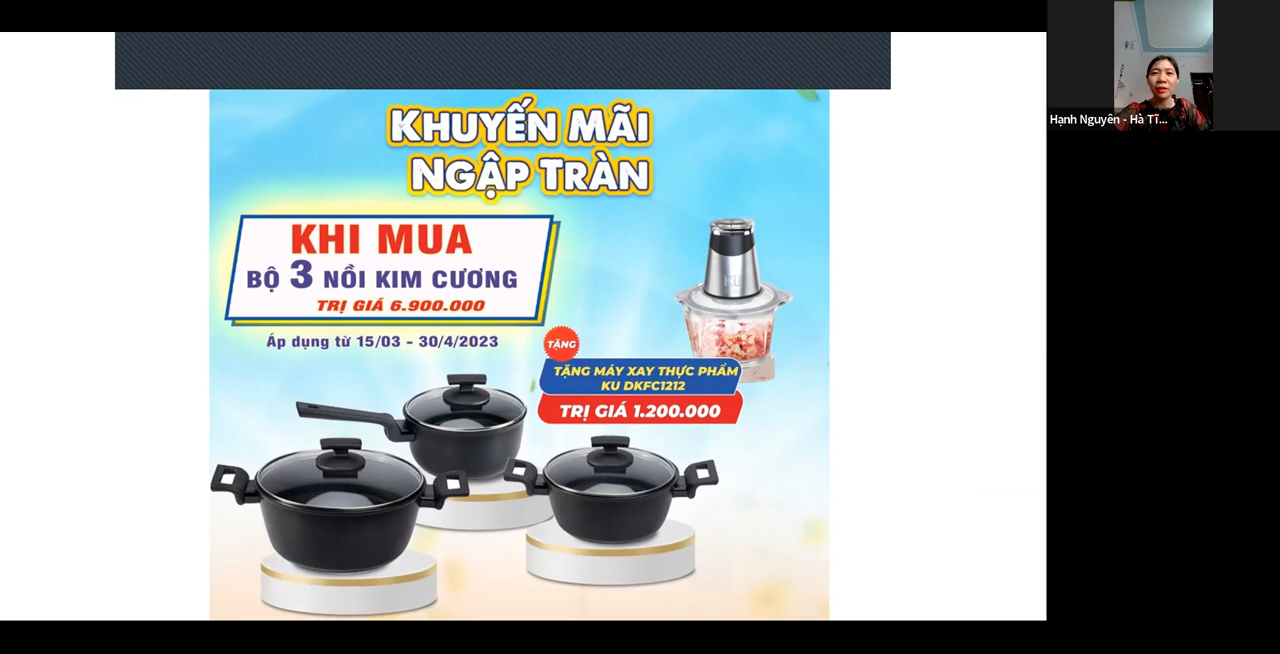 KHUYẾN MÃI
NGẬP TRÀN
KHI MUA
BỘ 3 NỒI KIM CƯƠNG
TRỊ GIÁ 6.900.000
Áp dụng từ 15/03 - 30/4/2023
TẶNG
TẶNG MÁY XAY THỰC PHẨM
KU DKFC1212
TRỊ GIÁ 1.200.000
KU
Hạnh Nguyên - Hà Tĩ...